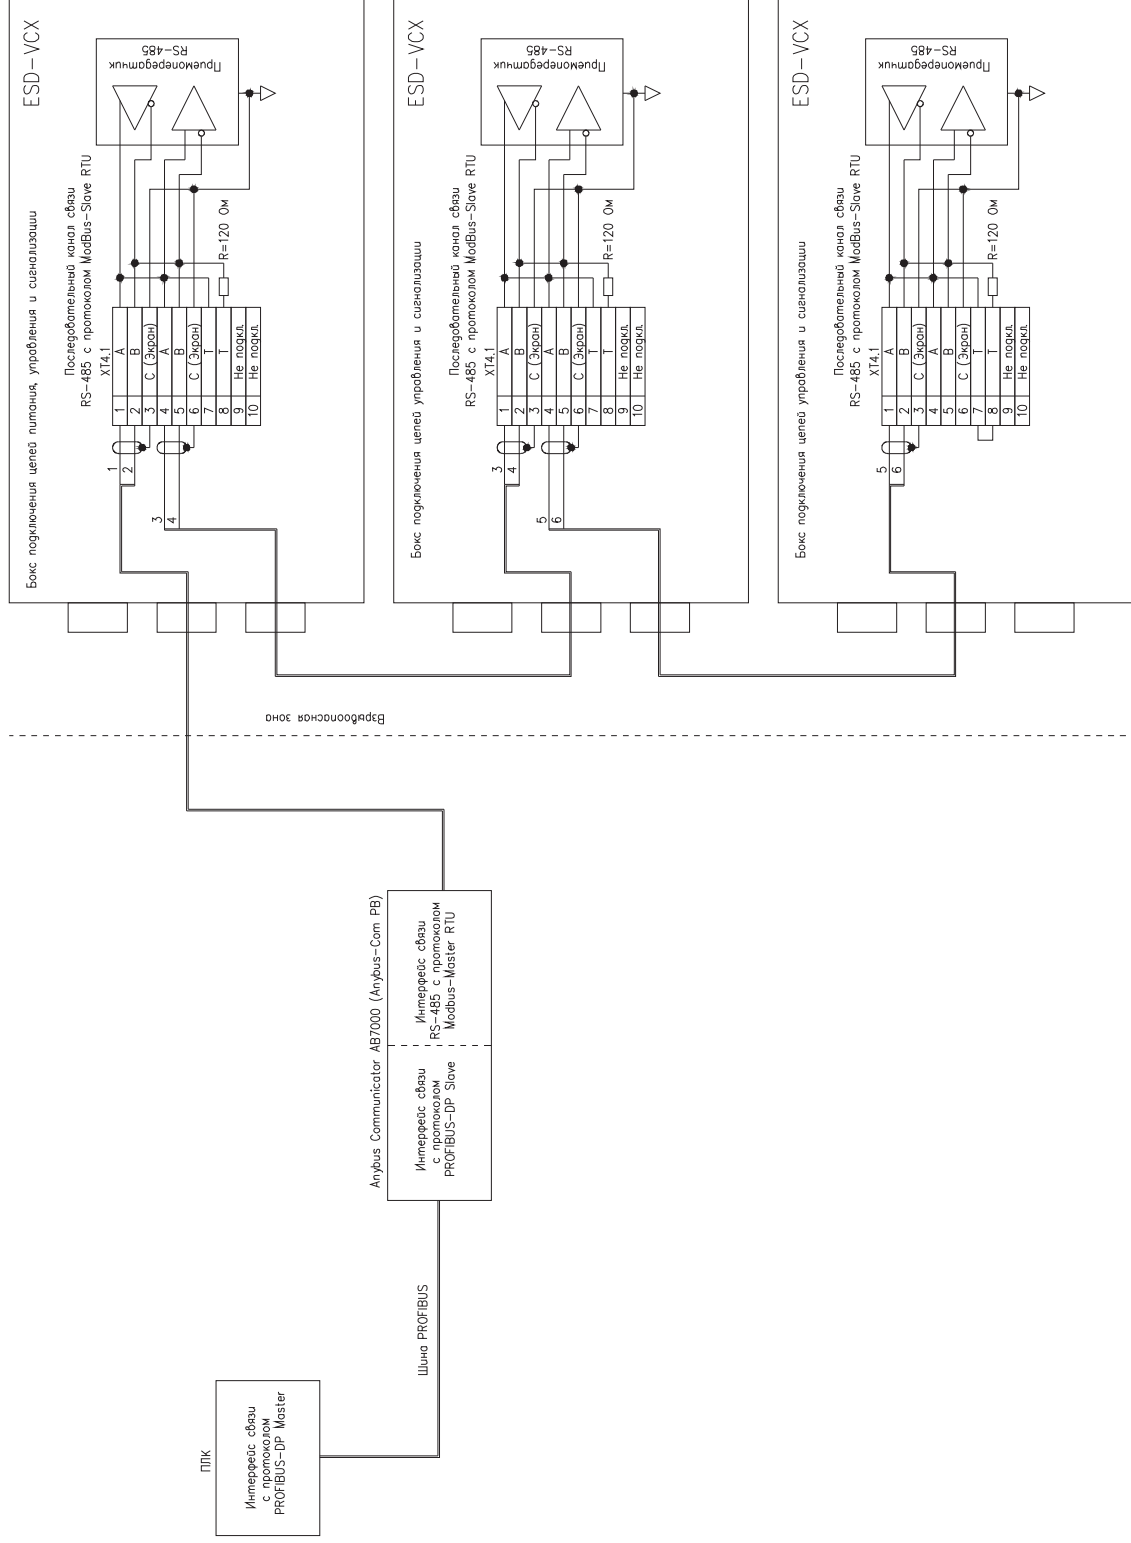 ESD-VCX
Приемопередатчик
RS-485
Бокс подключения цепей питания, управления и сигнализации
Последовательный канал связи
RS-485 с протоколом ModBus-Slave RTU
XT4.1
R=120 Ом
1 A
2 B
3 C (Экран)
4 A
5 B
6 C (Экран)
7 T
8 T
9 Не подкл.
10 Не подкл.
1
2
3
4
ESD-VCX
Приемопередатчик
RS-485
Бокс подключения цепей управления и сигнализации
Последовательный канал связи
RS-485 с протоколом ModBus-Slave RTU
XT4.1
R=120 Ом
1 A
2 B
3 C (Экран)
4 A
5 B
6 C (Экран)
7 T
8 T
9 Не подкл.
10 Не подкл.
3
4
5
6
ESD-VCX
Приемопередатчик
RS-485
Бокс подключения цепей управления и сигнализации
Последовательный канал связи
RS-485 с протоколом ModBus-Slave RTU
XT4.1
R=120 Ом
1 A
2 B
3 C (Экран)
4 A
5 B
6 C (Экран)
7 T
8 T
9 Не подкл.
10 Не подкл.
5
6
Взрывоопасная зона
Anybus Communicator AB7000 (Anybus-Com PB)
Интерфейс связи
RS-485 с протоколом
Modbus-Master RTU
Интерфейс связи
с протоколом
PROFIBUS-DP Slave
Шина PROFIBUS
ПЛК
Интерфейс связи
с протоколом
PROFIBUS-DP Master